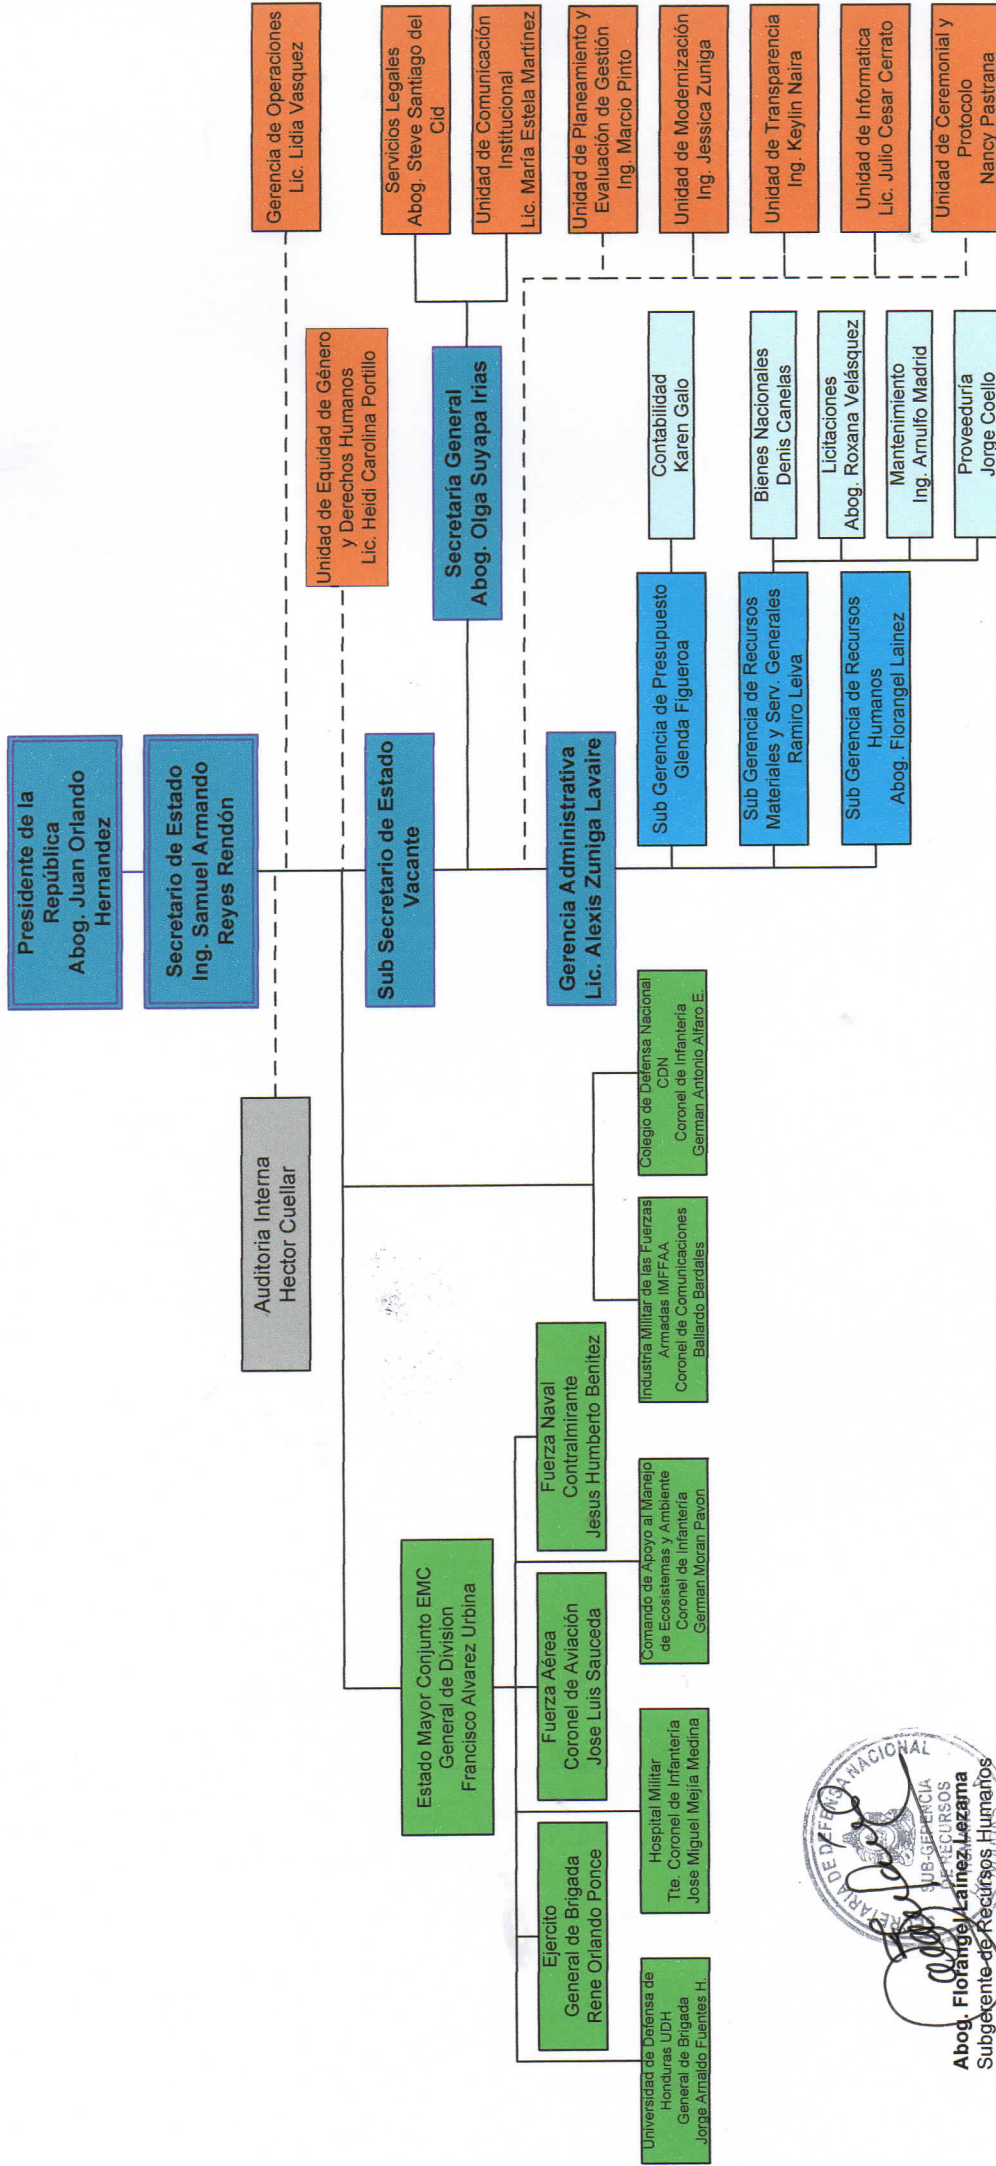 Presidente de la
República
Abog. Juan Orlando
Hernandez
Secretario de Estado
Ing. Samuel Armando
Reyes Rendón
Auditoria Interna
Hector Cuellar
Gerencia de Operaciones
Lic. Lidia Vasquez
Unidad de Equidad de Género
y Derechos Humanos
Lic. Heidi Carolina Portillo
Sub Secretario de Estado
Vacante
Secretaría General
Abog. Olga Suyapa Irias
Servicios Legales
Abog. Steve Santiago del
Cid
Unidad de Comunicación
Institucional
Lic. María Estela Martínez
Estado Mayor Conjunto EMC
General de Division
Francisco Alvarez Urbina
Gerencia Administrativa
Lic. Alexis Zuniga Lavaire
Unidad de Planeamiento y
Evaluación de Gestión
Ing. Marcio Pinto
Unidad de Modernización
Ing. Jessica Zuniga
Unidad de Transparencia
Ing. Keylin Naira
Unidad de Informatica
Lic. Julio Cesar Cerrato
Unidad de Ceremonial y
Protocolo
Nancy Pastrana
Ejercito
General de Brigada
Rene Orlando Ponce
Fuerza Aérea
Coronel de Aviación
Jose Luis Sauceda
Fuerza Naval
Contralmirante
Jesus Humberto Benitez
Universidad de Defensa de
Honduras UDH
General de Brigada
Jorge Arnaldo Fuentes H.
Hospital Militar
Tte. Coronel de Infantería
Jose Miguel Mejía Medina
Comando de Apoyo al Manejo
de Ecosistemas y Ambiente
Coronel de Infantería
German Moran Pavon
Industria Militar de las Fuerzas
Armadas IMFFAA
Coronel de Comunicaciones
Ballardo Bardales
Colegio de Defensa Nacional
CDN
Coronel de Infantería
German Antonio Alfaro E.
Sub Gerencia de Presupuesto
Glenda Figueroa
Contabilidad
Karen Galo
Sub Gerencia de Recursos
Materiales y Serv. Generales
Ramiro Leiva
Bienes Nacionales
Denis Canelas
Licitaciones
Abog. Roxana Velásquez
Mantenimiento
Ing. Arnulfo Madrid
Proveeduría
Jorge Coello
Sub Gerencia de Recursos
Humanos
Abog. Florangel Lainez
SECRETARIA DE DEFENSA NACIONAL
SUB-GERENCIA
DE RECURSOS
Abog. Florangel Laínez Lezama
Subgerente de Recursos Humanos